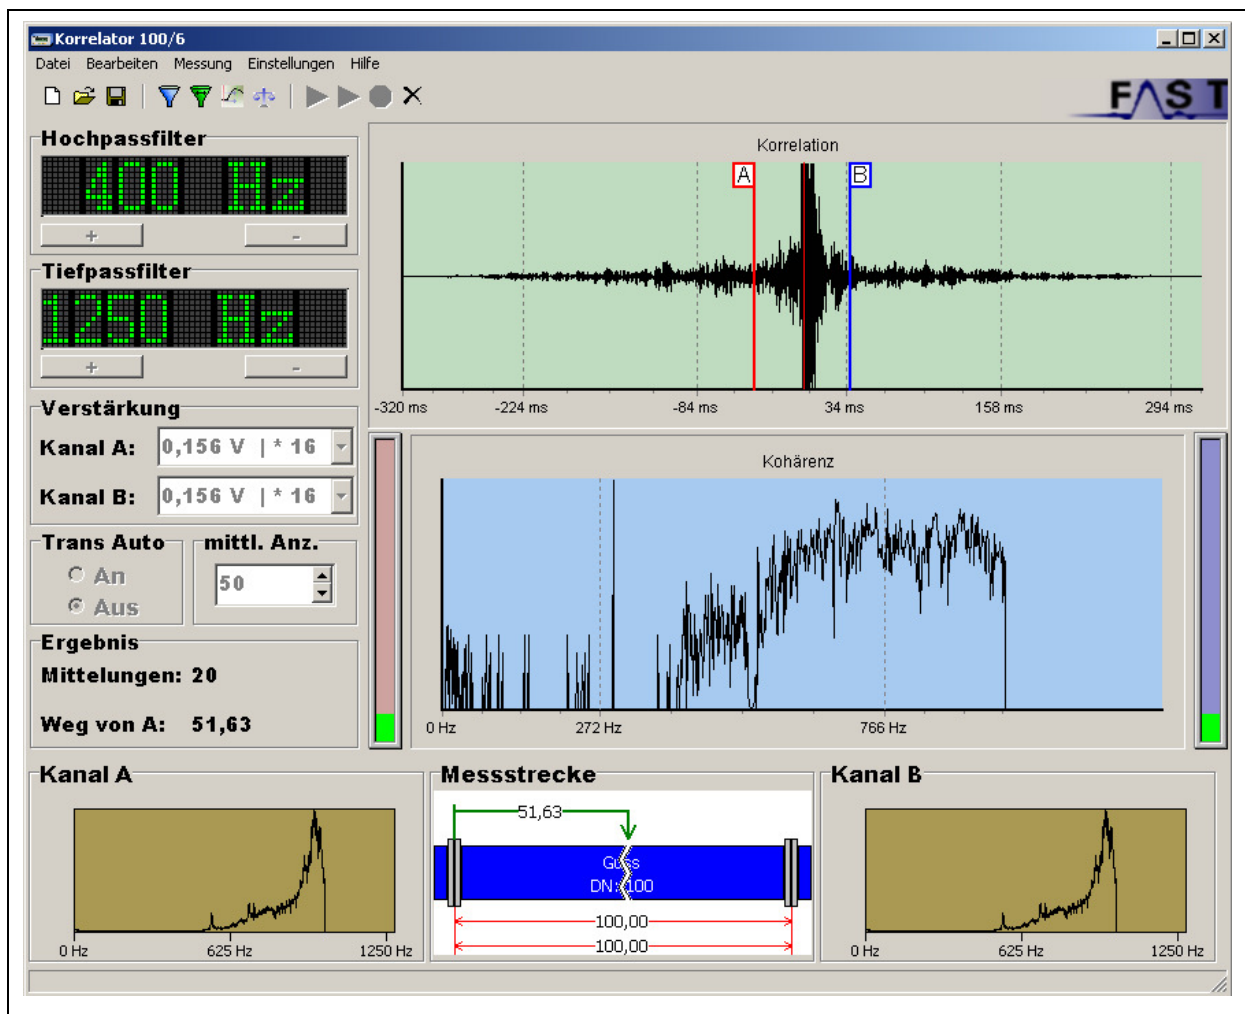 Korrelator 100/6
Datei Bearbeiten Messung Einstellungen Hilfe
FAST
Hochpassfilter
400 Hz
+ -
Tiefpassfilter
1250 Hz
+ -
Verstärkung
Kanal A: 0,156 V | * 16
Kanal B: 0,156 V | * 16
Trans Auto
An
Aus
mittl. Anz.
50
Ergebnis
Mittelungen: 20
Weg von A: 51,63
Korrelation
A B
-320 ms -224 ms -84 ms 34 ms 158 ms 294 ms
Kohärenz
0 Hz 272 Hz 766 Hz
Kanal A
0 Hz 625 Hz 1250 Hz
Messstrecke
51,63
Guss
DN: 100
100,00
100,00
Kanal B
0 Hz 625 Hz 1250 Hz